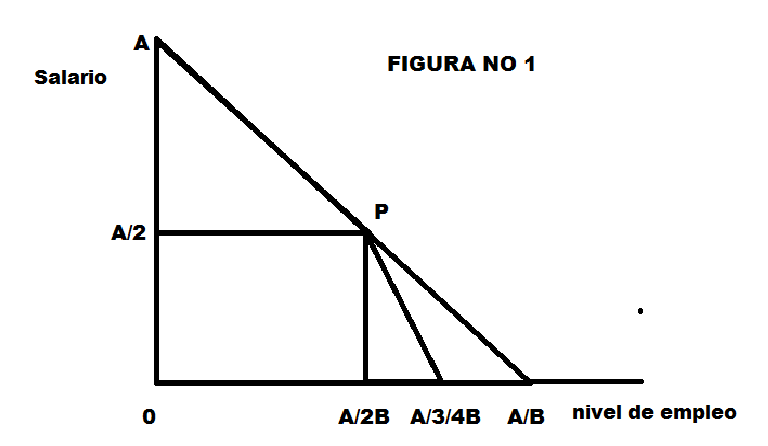 A
FIGURA NO 1
Salario
P
A/2
0
A/2B
A/3/4B
A/B
nivel de empleo